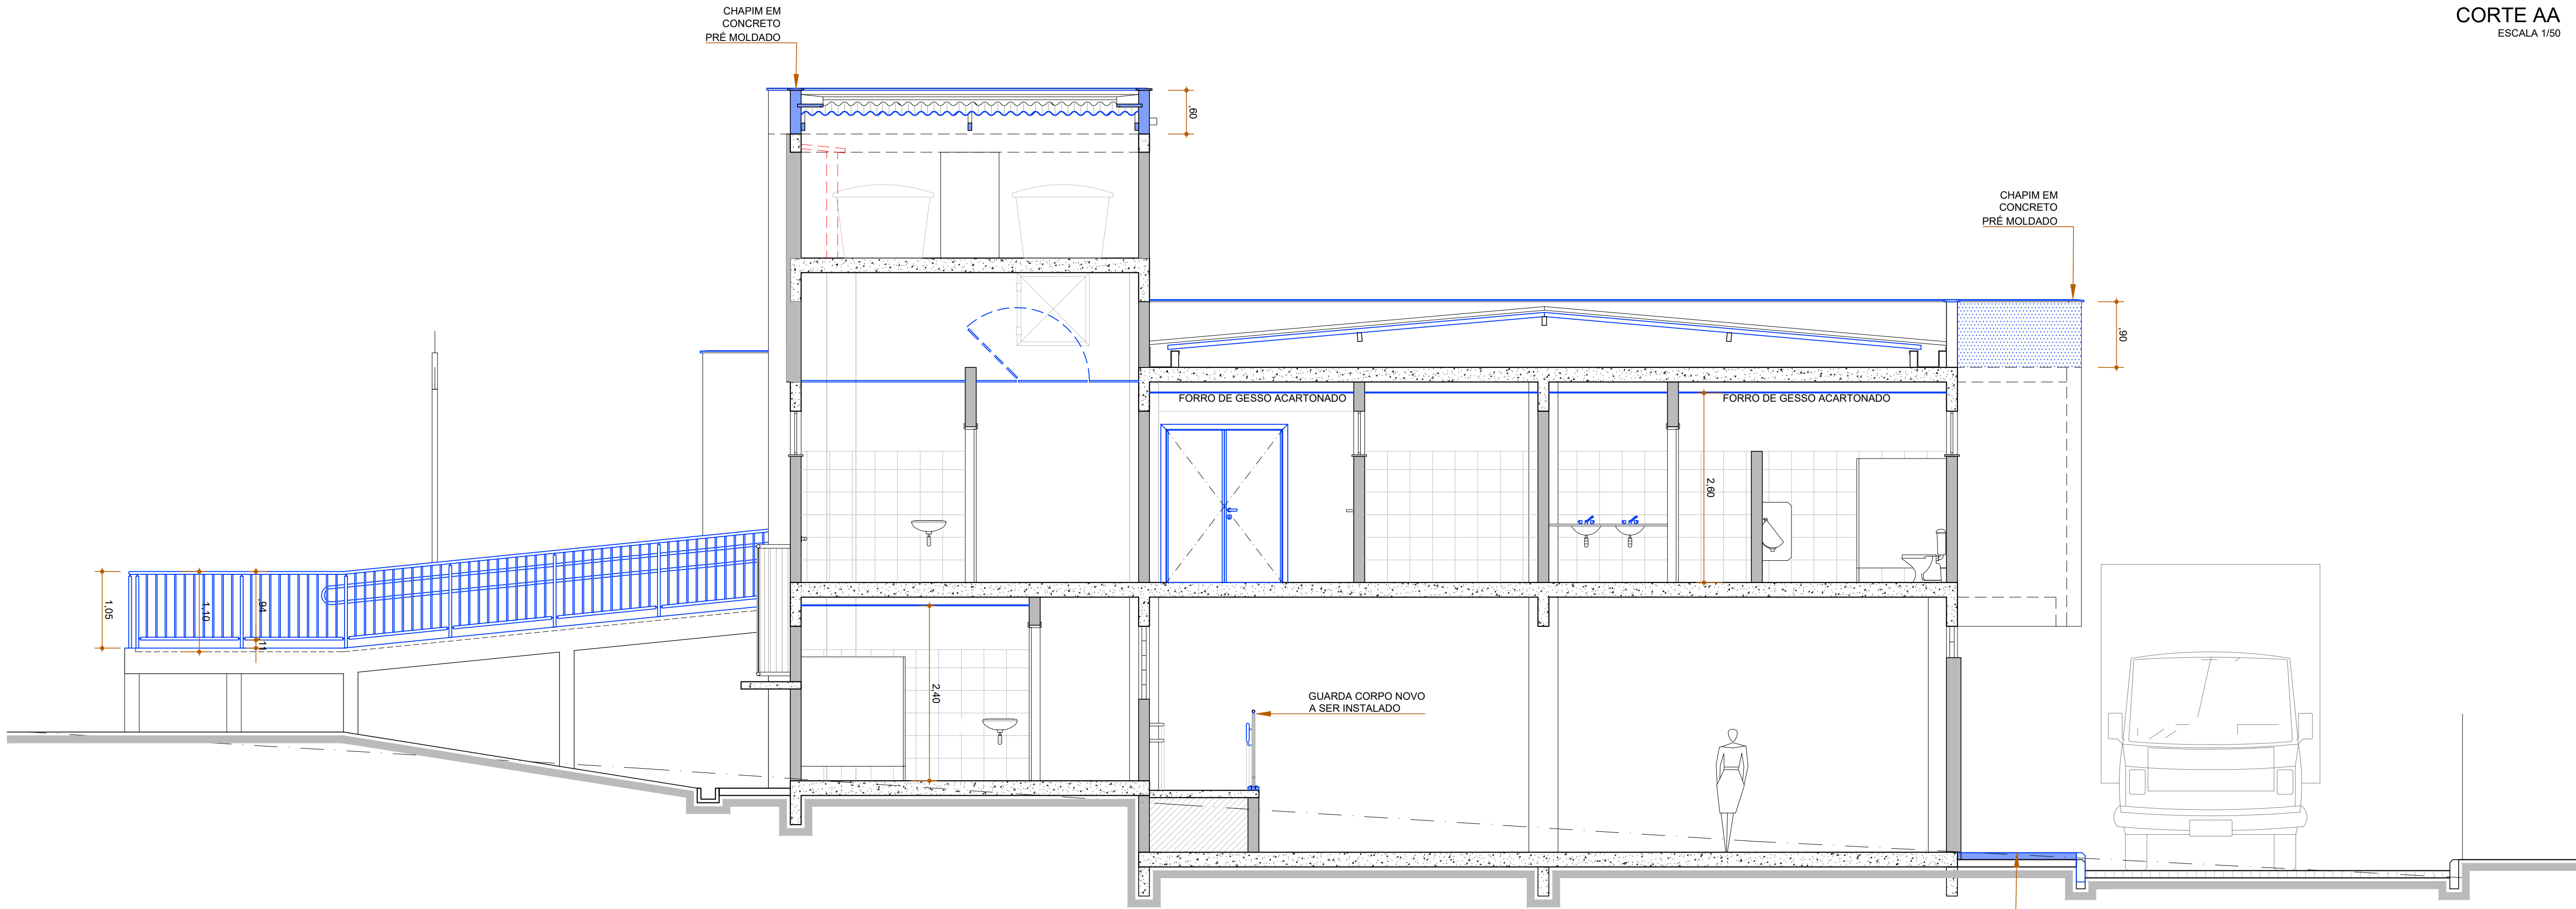 CHAPIM EM
CONCRETO
PRÉ MOLDADO
CORTE AA
ESCALA 1/50
,60
CHAPIM EM
CONCRETO
PRÉ MOLDADO
,90
FORRO DE GESSO ACARTONADO
FORRO DE GESSO ACARTONADO
2,60
1,05
1,10
,94
,11
2,40
GUARDA CORPO NOVO
A SER INSTALADO